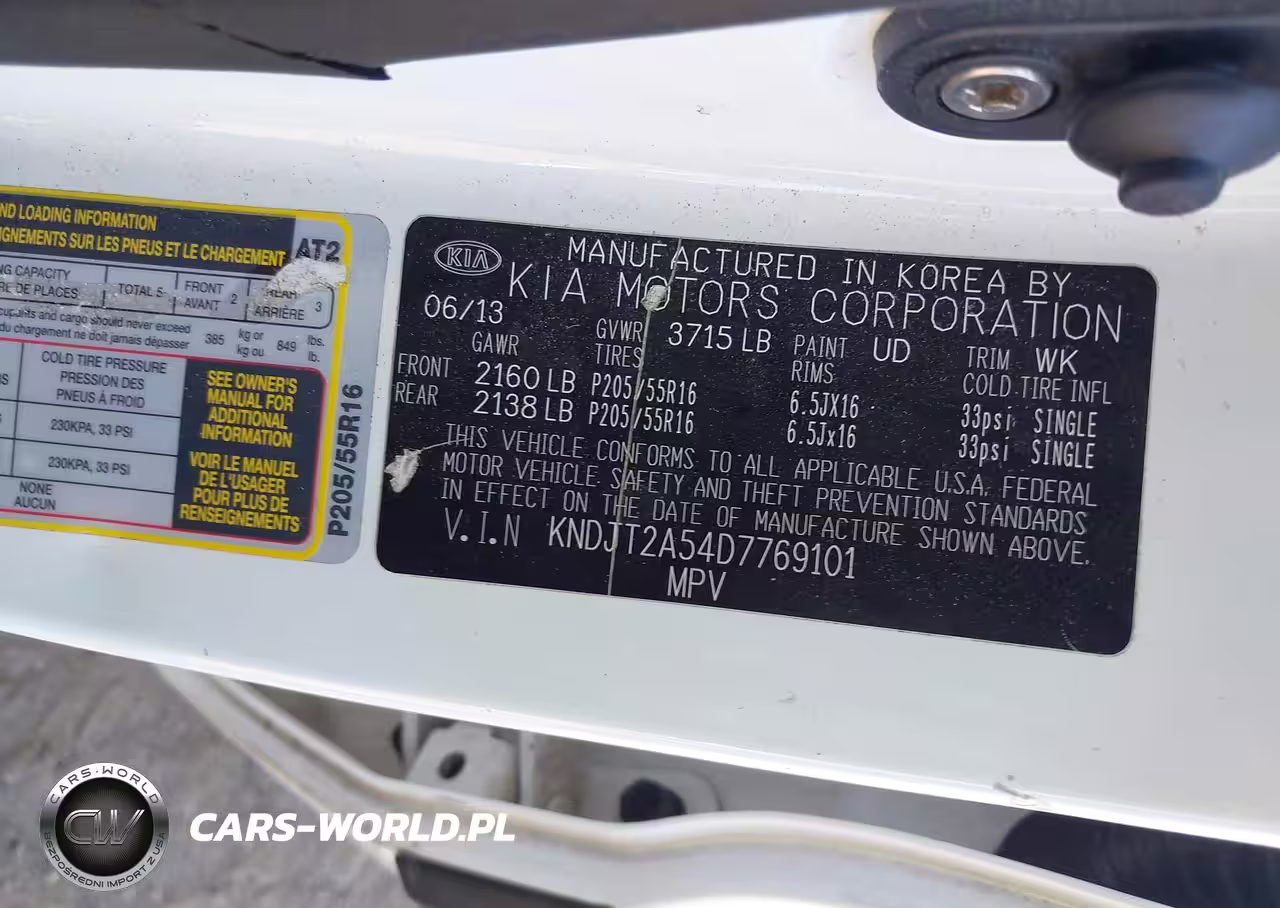 ND LOADING INFORMATION
IGNEMENTS SUR LES PNEUS ET LE CHARGEMENT
AT2
NG CAPACITY
RE DE PLACES
TOTAL 5
FRONT
AVANT
2
REAR
ARRIÈRE
3
cupants and cargo should never exceed
du chargement ne doit jamais dépasser
385
kg or
kg ou
849
lbs.
lb.
COLD TIRE PRESSURE
PRESSION DES
PNEUS À FROID
230KPA, 33 PSI
230KPA, 33 PSI
NONE
AUCUN
SEE OWNER'S
MANUAL FOR
ADDITIONAL
INFORMATION
VOIR LE MANUEL
DE L'USAGER
POUR PLUS DE
RENSEIGNEMENTS
P205/55R16
KIA
MANUFACTURED IN KOREA BY
KIA MOTORS CORPORATION
06/13 GVWR 3715 LB PAINT UD TRIM WK
GAWR TIRES RIMS COLD TIRE INFL
FRONT 2160 LB P205/55R16 6.5JX16 33psi SINGLE
REAR 2138 LB P205/55R16 6.5Jx16 33psi SINGLE
THIS VEHICLE CONFORMS TO ALL APPLICABLE U.S.A. FEDERAL
MOTOR VEHICLE SAFETY AND THEFT PREVENTION STANDARDS
IN EFFECT ON THE DATE OF MANUFACTURE SHOWN ABOVE.
V.I.N KNDJT2A54D7769101
MPV
CARS-WORLD
CW
BEZPOŚREDNI IMPORT Z USA
CARS-WORLD.PL